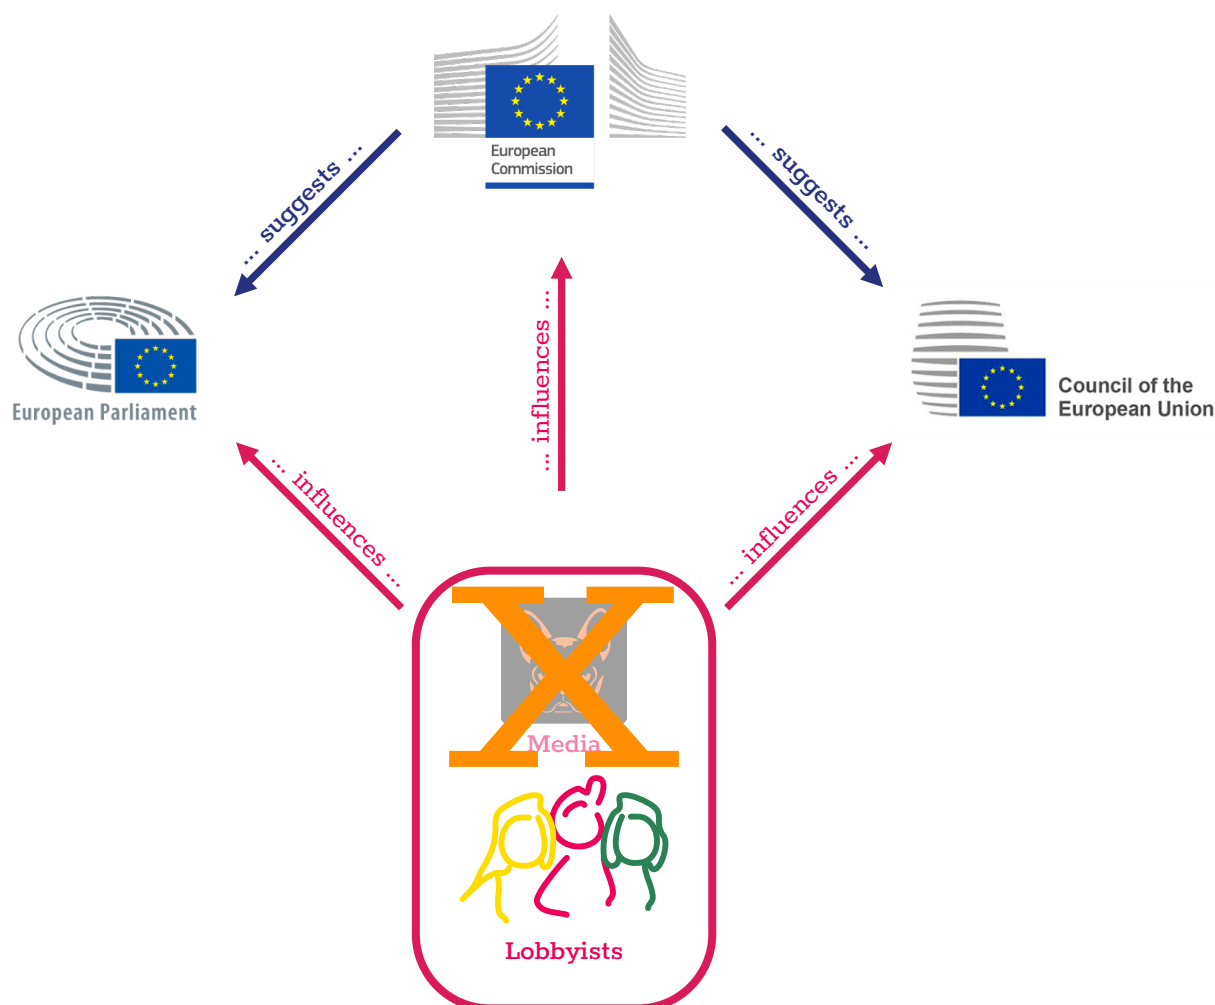 European
Commission
... suggests ...
... suggests ...
European Parliament
Council of the
European Union
... influences ...
... influences ...
... influences ...
X
Media
Lobbyists